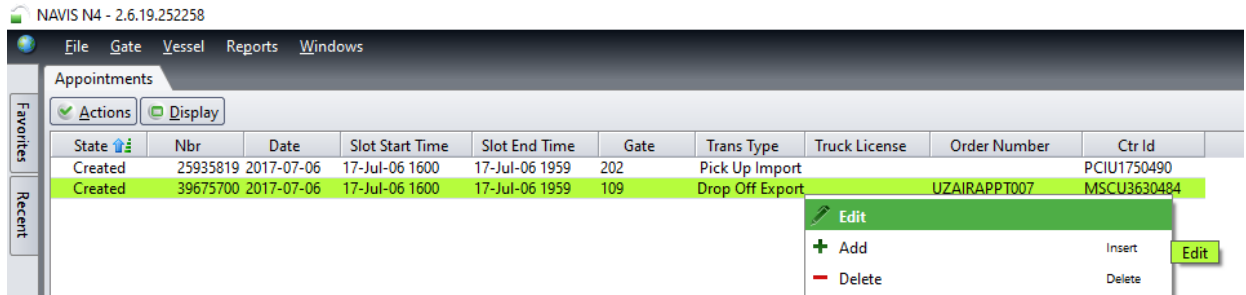 NAVIS N4 - 2.6.19.252258
File Gate Vessel Reports Windows
Appointments
Favorites
Recent
Actions Display
State Nbr Date Slot Start Time Slot End Time Gate Trans Type Truck License Order Number Ctr Id
Created 25935819 2017-07-06 17-Jul-06 1600 17-Jul-06 1959 202 Pick Up Import PCIU1750490
Created 39675700 2017-07-06 17-Jul-06 1600 17-Jul-06 1959 109 Drop Off Export UZAIRAPPT007 MSCU3630484
Edit
Add Insert
Edit
Delete Delete